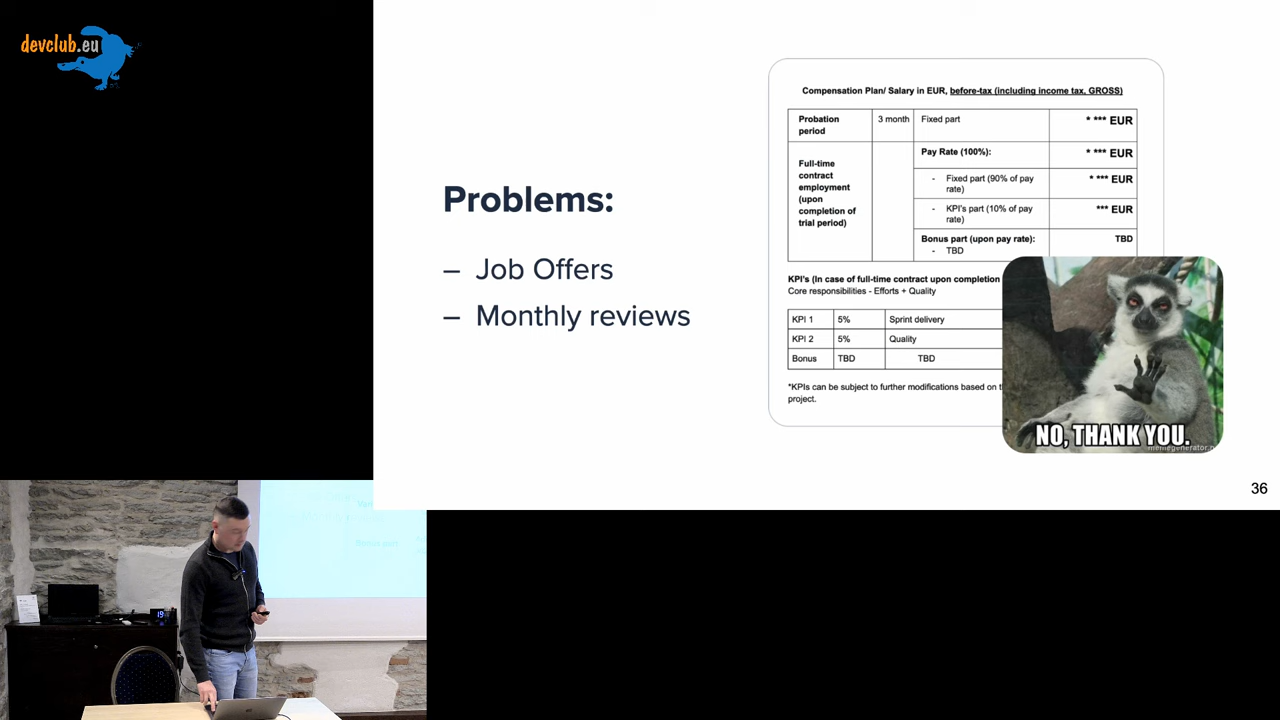 devclub.eu
Problems:
– Job Offers
– Monthly reviews
Compensation Plan/ Salary in EUR, before-tax (including income tax, GROSS)
Probation period
3 month
Fixed part
* *** EUR
Full-time contract employment (upon completion of trial period)
Pay Rate (100%):
* *** EUR
- Fixed part (90% of pay rate)
* *** EUR
- KPI's part (10% of pay rate)
*** EUR
Bonus part (upon pay rate):
- TBD
TBD
KPI's (In case of full-time contract upon completion
Core responsibilities - Efforts + Quality
KPI 1 5% Sprint delivery
KPI 2 5% Quality
Bonus TBD TBD
*KPIs can be subject to further modifications based on
project.
NO, THANK YOU.
36
19